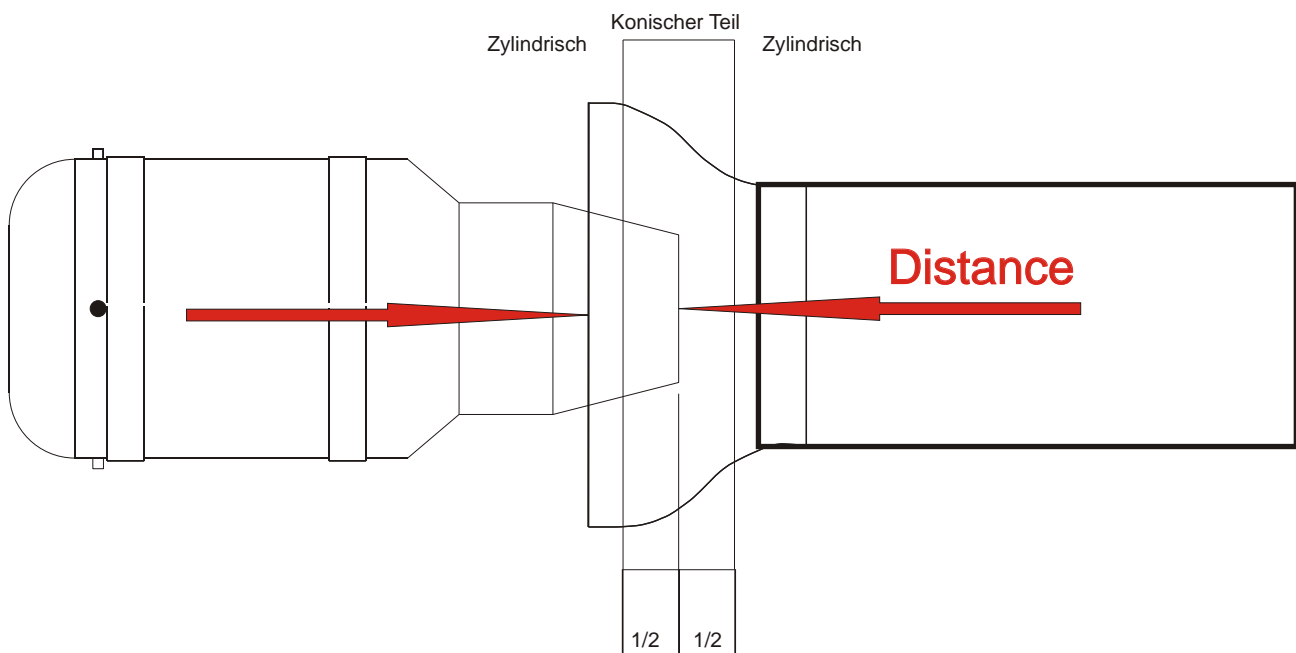 Konischer Teil
Zylindrisch
Zylindrisch
Distance
1/2
1/2